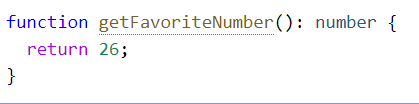 function getFavoriteNumber(): number {
  return 26;
}